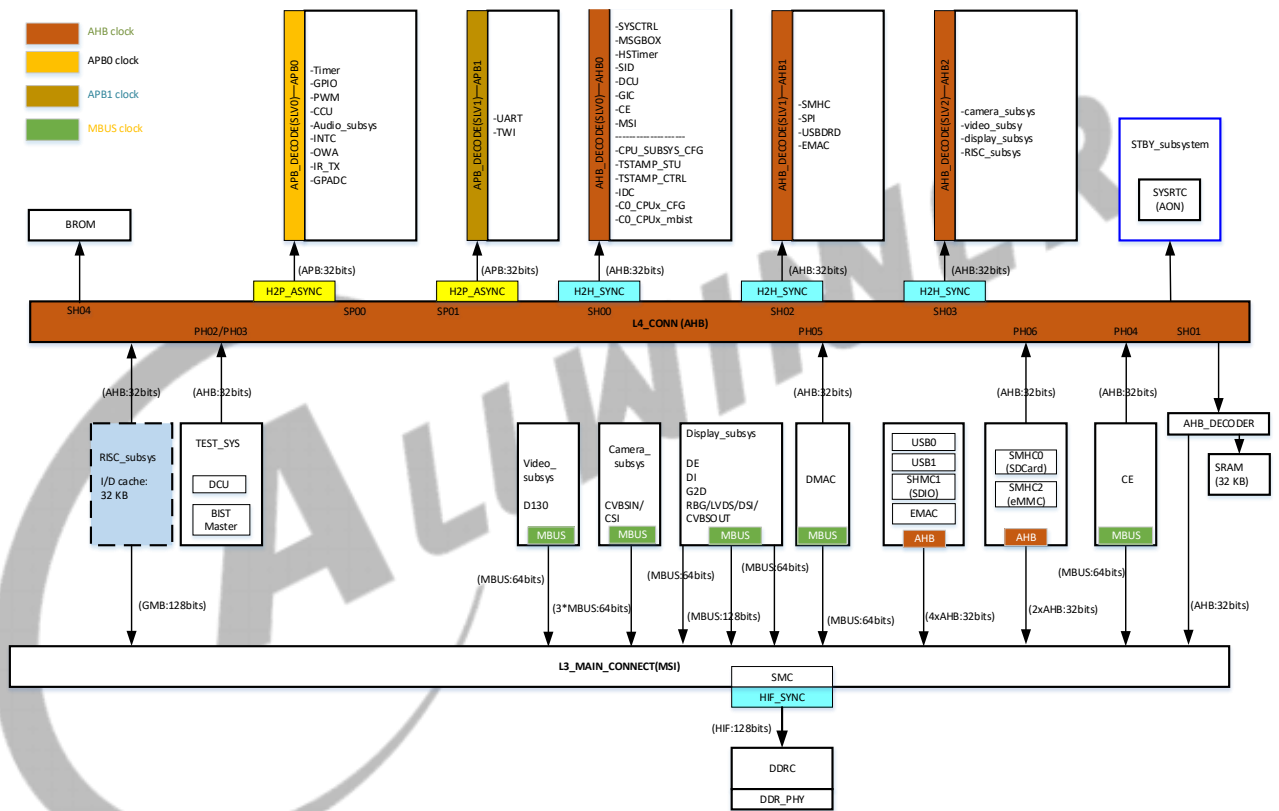 AHB clock
APB0 clock
APB1 clock
MBUS clock
APB_DECODE(SLV0)—APB0
-Timer
-GPIO
-PWM
-CCU
-Audio_subsys
-INTC
-OWA
-IR_TX
-GPADC
APB_DECODE(SLV1)—APB1
-UART
-TWI
AHB_DECODE(SLV0)—AHB0
-SYSCTRL
-MSGBOX
-HSTimer
-SID
-DCU
-GIC
-CE
-MSI
--------------------
-CPU_SUBSYS_CFG
-TSTAMP_STU
-TSTAMP_CTRL
-IDC
-C0_CPUx_CFG
-C0_CPUx_mbist
AHB_DECODE(SLV1)—AHB1
-SMHC
-SPI
-USBDRD
-EMAC
AHB_DECODE(SLV2)—AHB2
-camera_subsys
-video_subsy
-display_subsys
-RISC_subsys
STBY_subsystem
SYSRTC
(AON)
BROM
(APB:32bits)
(APB:32bits)
(AHB:32bits)
(AHB:32bits)
(AHB:32bits)
H2P_ASYNC
H2P_ASYNC
H2H_SYNC
H2H_SYNC
H2H_SYNC
SH04
SP00
SP01
SH00
SH02
SH03
L4_CONN (AHB)
PH02/PH03
PH05
PH06
PH04
SH01
(AHB:32bits)
(AHB:32bits)
(AHB:32bits)
(AHB:32bits)
(AHB:32bits)
RISC_subsys
I/D cache:
32 KB
TEST_SYS
DCU
BIST
Master
Video_
subsys
D130
MBUS
Camera_
subsys
CVBSIN/
CSI
MBUS
Display_subsys
DE
DI
G2D
RBG/LVDS/DSI/
CVBSOUT
MBUS
DMAC
MBUS
USB0
USB1
SHMC1
(SDIO)
EMAC
AHB
SMHC0
(SDCard)
SMHC2
(eMMC)
AHB
CE
MBUS
AHB_DECODER
SRAM
(32 KB)
(GMB:128bits)
(MBUS:64bits)
(3*MBUS:64bits)
(MBUS:64bits)
(MBUS:128bits)
(MBUS:64bits)
(MBUS:64bits)
(4xAHB:32bits)
(2xAHB:32bits)
(MBUS:64bits)
(AHB:32bits)
L3_MAIN_CONNECT(MSI)
SMC
HIF_SYNC
(HIF:128bits)
DDRC
DDR_PHY
ALLWINNER